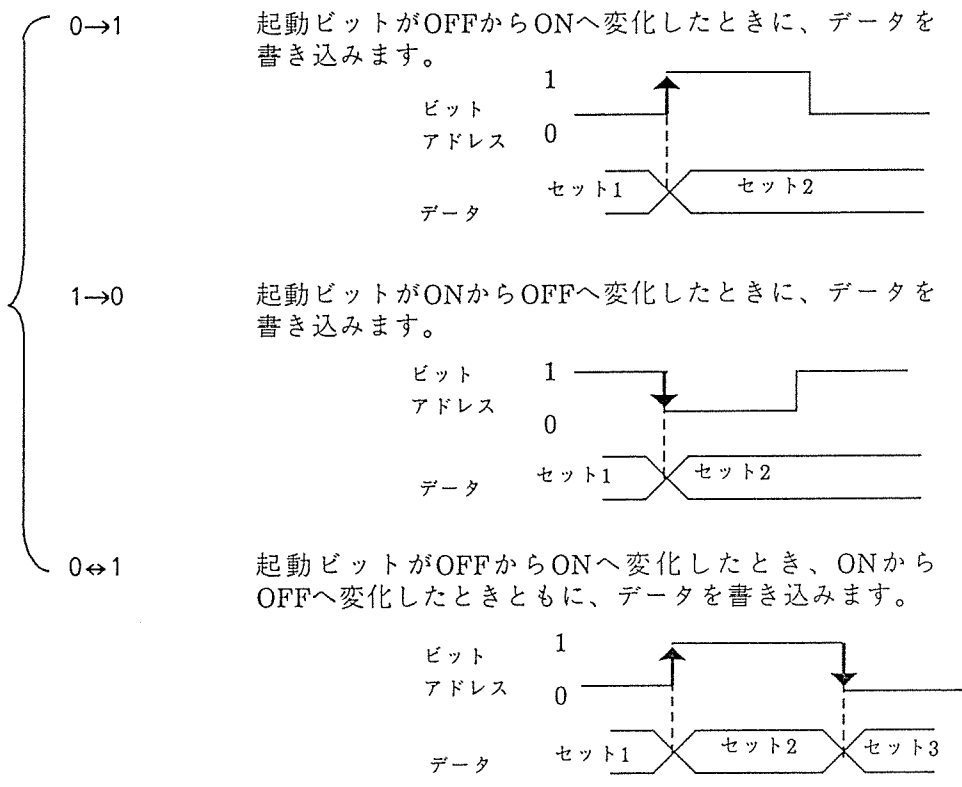 0→1 起動ビットがOFFからONへ変化したときに、データを
書き込みます。
1
ビット
アドレス 0
セット1 セット2
データ
1→0 起動ビットがONからOFFへ変化したときに、データを
書き込みます。
ビット 1
アドレス
0
セット1 セット2
データ
0↔1 起動ビットがOFFからONへ変化したとき、ONから
OFFへ変化したときともに、データを書き込みます。
ビット 1
アドレス 0
セット1 セット2 セット3
データ